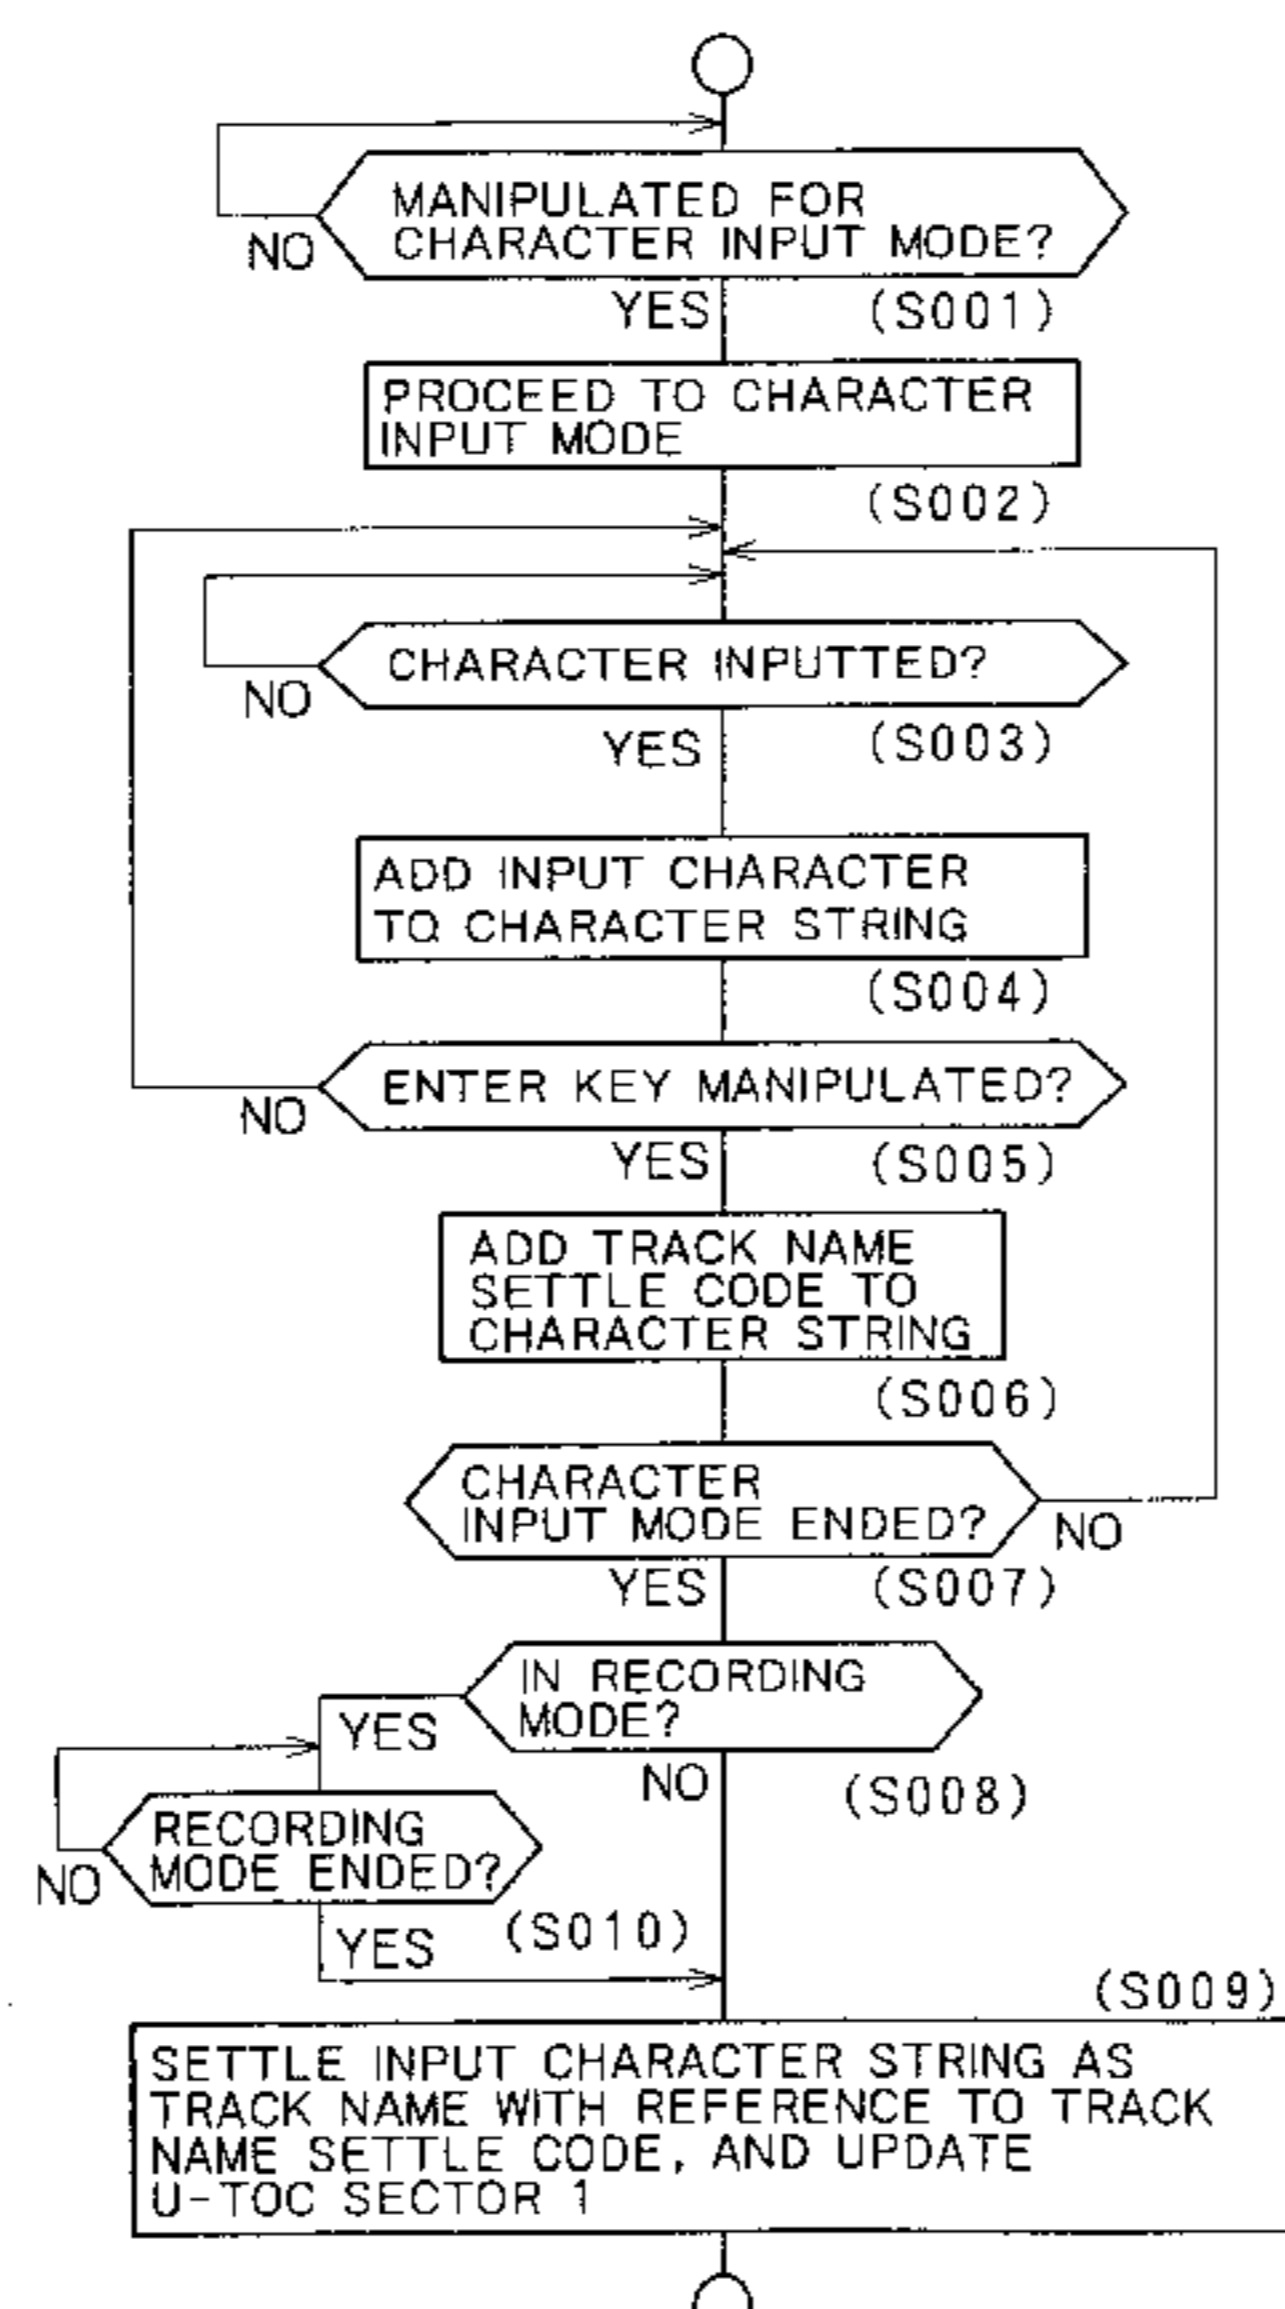 MANIPULATED FOR
CHARACTER INPUT MODE?
NO
YES
(S001)
PROCEED TO CHARACTER
INPUT MODE
(S002)
CHARACTER INPUTTED?
NO
YES
(S003)
ADD INPUT CHARACTER
TO CHARACTER STRING
(S004)
ENTER KEY MANIPULATED?
NO
YES
(S005)
ADD TRACK NAME
SETTLE CODE TO
CHARACTER STRING
(S006)
CHARACTER
INPUT MODE ENDED?
NO
YES
(S007)
IN RECORDING
MODE?
YES
NO
(S008)
RECORDING
MODE ENDED?
NO
YES
(S010)
(S009)
SETTLE INPUT CHARACTER STRING AS
TRACK NAME WITH REFERENCE TO TRACK
NAME SETTLE CODE, AND UPDATE
U-TOC SECTOR 1